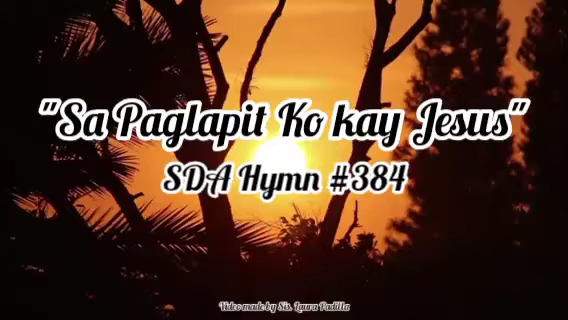 "Sa Paglapit Ko kay Jesus"
SDA Hymn #384
Video made by Sis. Laura Padilla